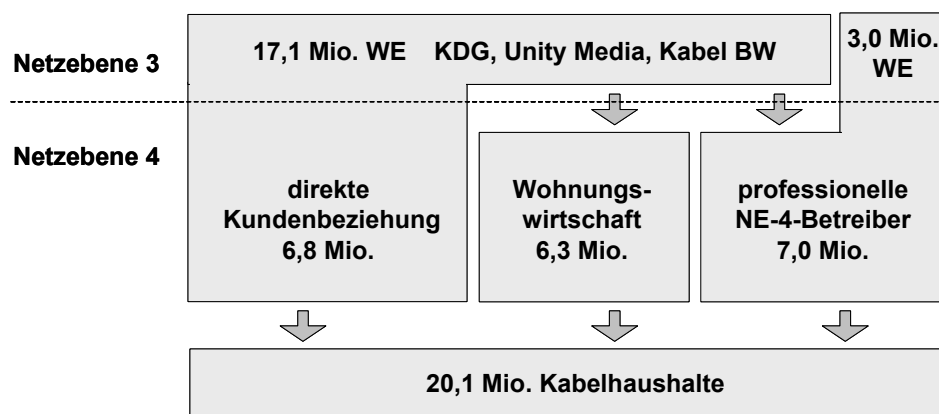 Netzebene 3
17,1 Mio. WE KDG, Unity Media, Kabel BW
3,0 Mio.
WE
Netzebene 4
direkte
Kundenbeziehung
6,8 Mio.
Wohnungs-
wirtschaft
6,3 Mio.
professionelle
NE-4-Betreiber
7,0 Mio.
20,1 Mio. Kabelhaushalte